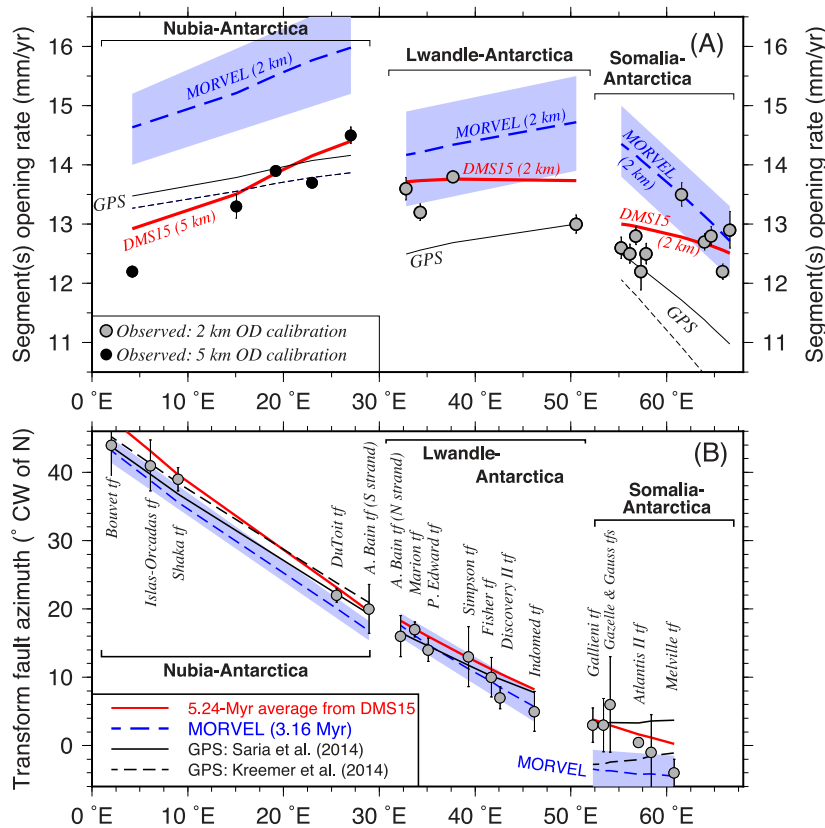 Segment(s) opening rate (mm/yr)
16
15
14
13
12
11
Nubia-Antarctica
(A)
Lwandle-Antarctica
Somalia-
Antarctica
MORVEL (2 km)
MORVEL (2 km)
MORVEL
(2 km)
GPS
DMS15 (5 km)
DMS15 (2 km)
GPS
DMS15
(2 km)
GPS
Observed: 2 km OD calibration
Observed: 5 km OD calibration
16
15
14
13
12
11
Segment(s) opening rate (mm/yr)
0 °E 10 °E 20 °E 30 °E 40 °E 50 °E 60 °E
Transform fault azimuth (° CW of N)
40
30
20
10
0
(B)
Lwandle-
Antarctica
Somalia-
Antarctica
Bouvet tf
Islas-Orcadas tf
Shaka tf
DuToit tf
A. Bain tf (S strand)
A. Bain tf (N strand)
Marion tf
P. Edward tf
Simpson tf
Fisher tf
Discovery II tf
Indomed tf
Gallieni tf
Gazelle & Gauss tfs
Atlantis II tf
Melville tf
Nubia-Antarctica
MORVEL
5.24-Myr average from DMS15
MORVEL (3.16 Myr)
GPS: Saria et al. (2014)
GPS: Kreemer et al. (2014)
0 °E 10 °E 20 °E 30 °E 40 °E 50 °E 60 °E